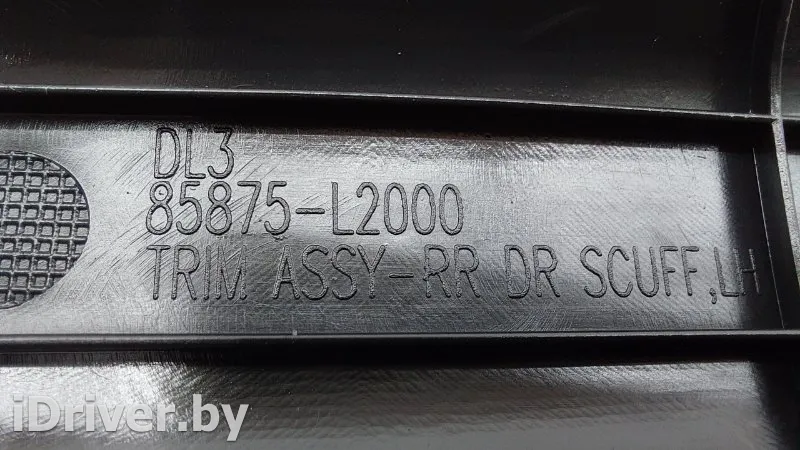 DL3
85875-L2000
TRIM ASSY-RR DR SCUFF,LH
iDriver.by